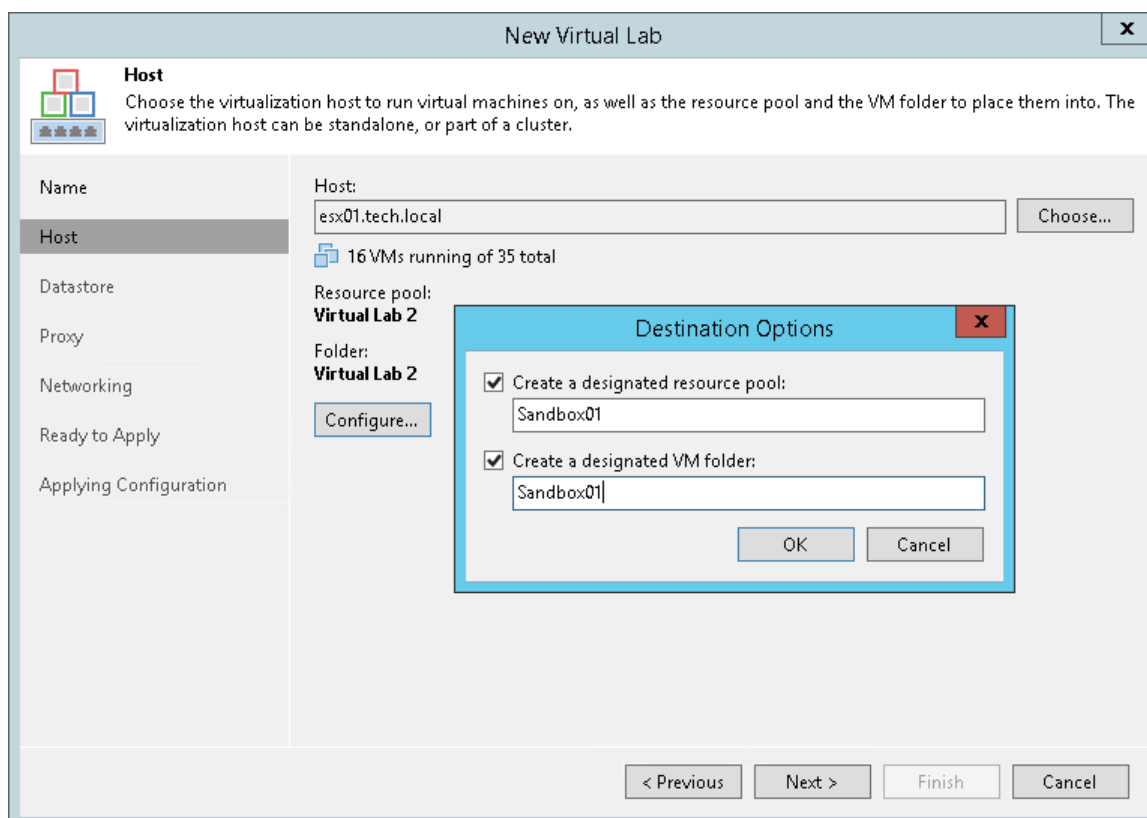 New Virtual Lab
x
Host
Choose the virtualization host to run virtual machines on, as well as the resource pool and the VM folder to place them into. The
virtualization host can be standalone, or part of a cluster.
Name
Host
Datastore
Proxy
Networking
Ready to Apply
Applying Configuration
Host:
esx01.tech.local
Choose...
16 VMs running of 35 total
Resource pool:
Virtual Lab 2
Folder:
Virtual Lab 2
Configure...
Destination Options
x
Create a designated resource pool:
Sandbox01
Create a designated VM folder:
Sandbox01
OK
Cancel
< Previous
Next >
Finish
Cancel